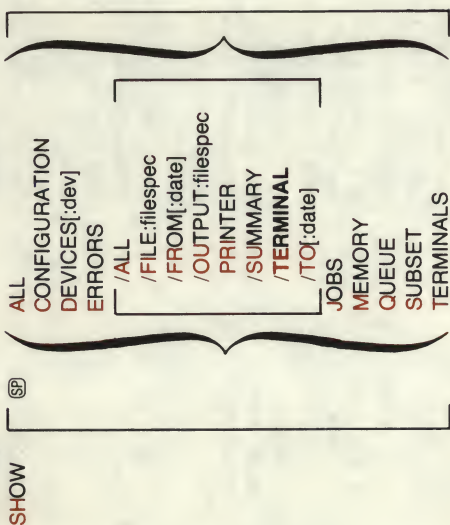 SHOW
SP
ALL
CONFIGURATION
DEVICES[:dev]
ERRORS
/ALL
/FILE:filespec
/FROM[:date]
/OUTPUT:filespec
PRINTER
/SUMMARY
/TERMINAL
/TO[:date]
JOBS
MEMORY
QUEUE
SUBSET
TERMINALS